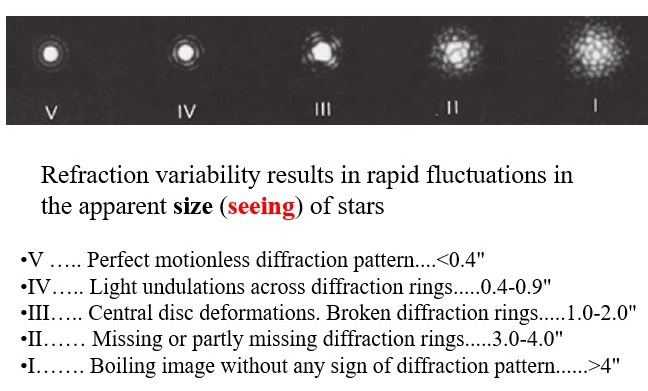 V IV III II I
Refraction variability results in rapid fluctuations in
the apparent size (seeing) of stars
•V ….. Perfect motionless diffraction pattern....<0.4"
•IV….. Light undulations across diffraction rings.....0.4-0.9"
•III….. Central disc deformations. Broken diffraction rings.....1.0-2.0"
•II…… Missing or partly missing diffraction rings.....3.0-4.0"
•I……. Boiling image without any sign of diffraction pattern......>4"